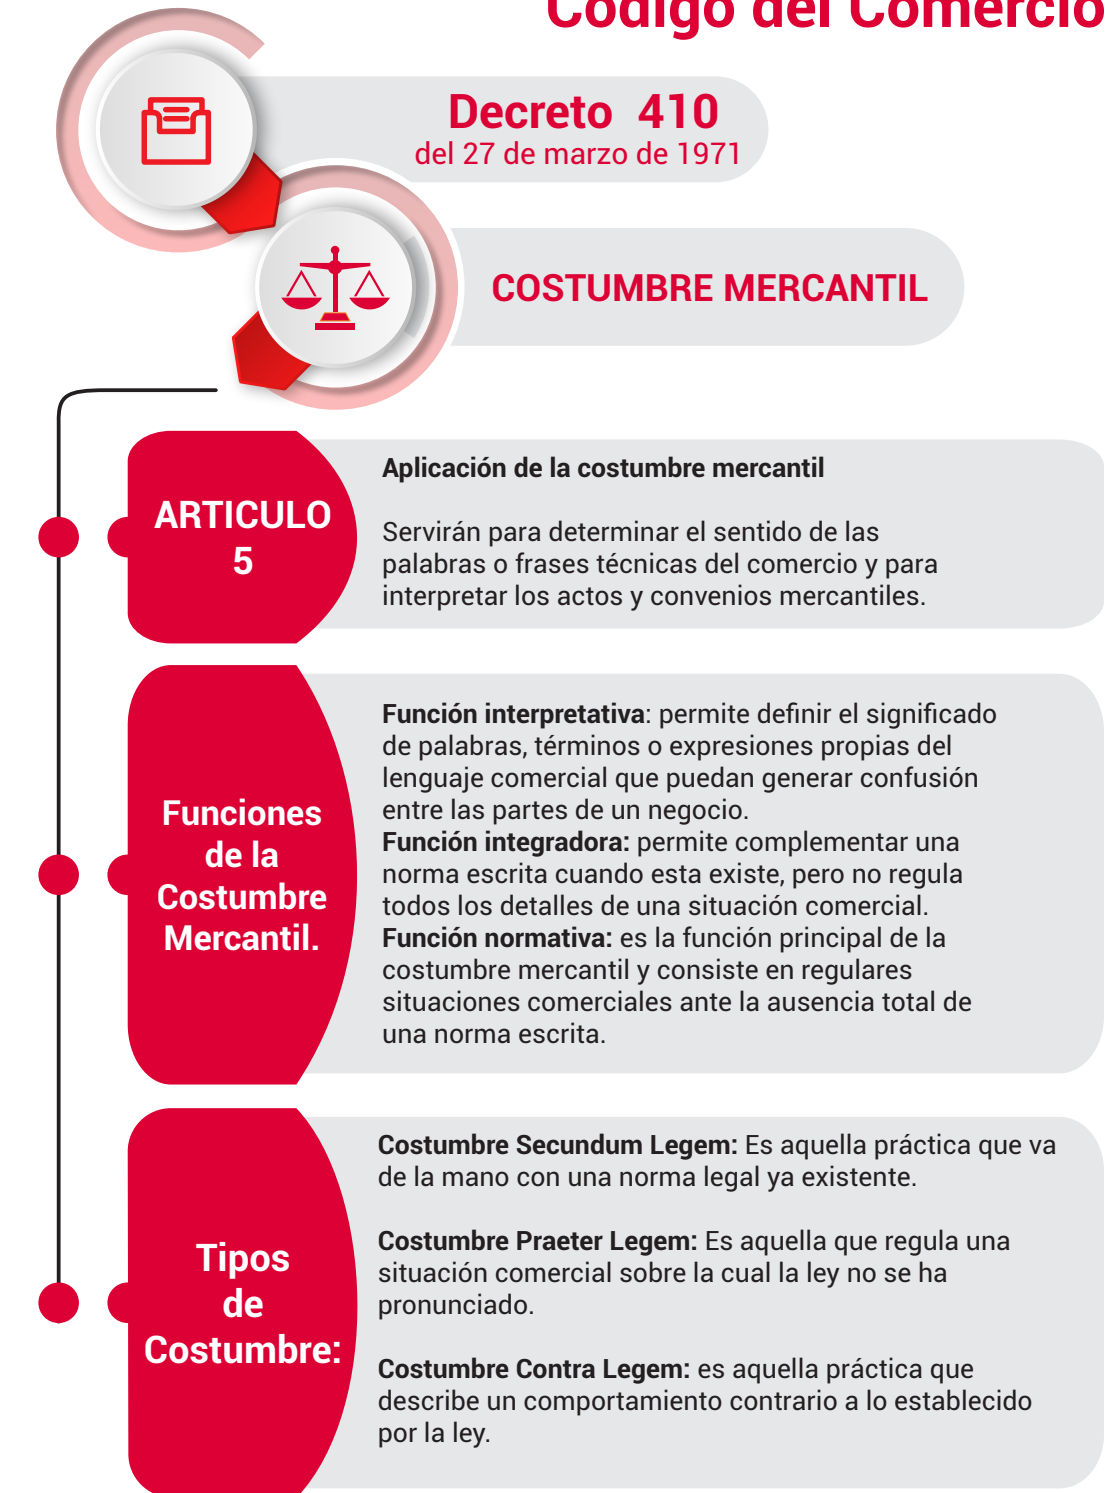 Código del Comercio
Decreto 410
del 27 de marzo de 1971
COSTUMBRE MERCANTIL
ARTICULO
5
Aplicación de la costumbre mercantil
Servirán para determinar el sentido de las
palabras o frases técnicas del comercio y para
interpretar los actos y convenios mercantiles.
Funciones
de la
Costumbre
Mercantil.
Función interpretativa: permite definir el significado
de palabras, términos o expresiones propias del
lenguaje comercial que puedan generar confusión
entre las partes de un negocio.
Función integradora: permite complementar una
norma escrita cuando esta existe, pero no regula
todos los detalles de una situación comercial.
Función normativa: es la función principal de la
costumbre mercantil y consiste en regulares
situaciones comerciales ante la ausencia total de
una norma escrita.
Tipos
de
Costumbre:
Costumbre Secundum Legem: Es aquella práctica que va
de la mano con una norma legal ya existente.
Costumbre Praeter Legem: Es aquella que regula una
situación comercial sobre la cual la ley no se ha
pronunciado.
Costumbre Contra Legem: es aquella práctica que
describe un comportamiento contrario a lo establecido
por la ley.